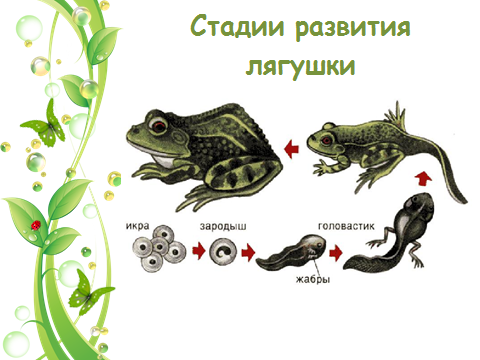 Стадии развития
лягушки
икра
зародыш
головастик
жабры